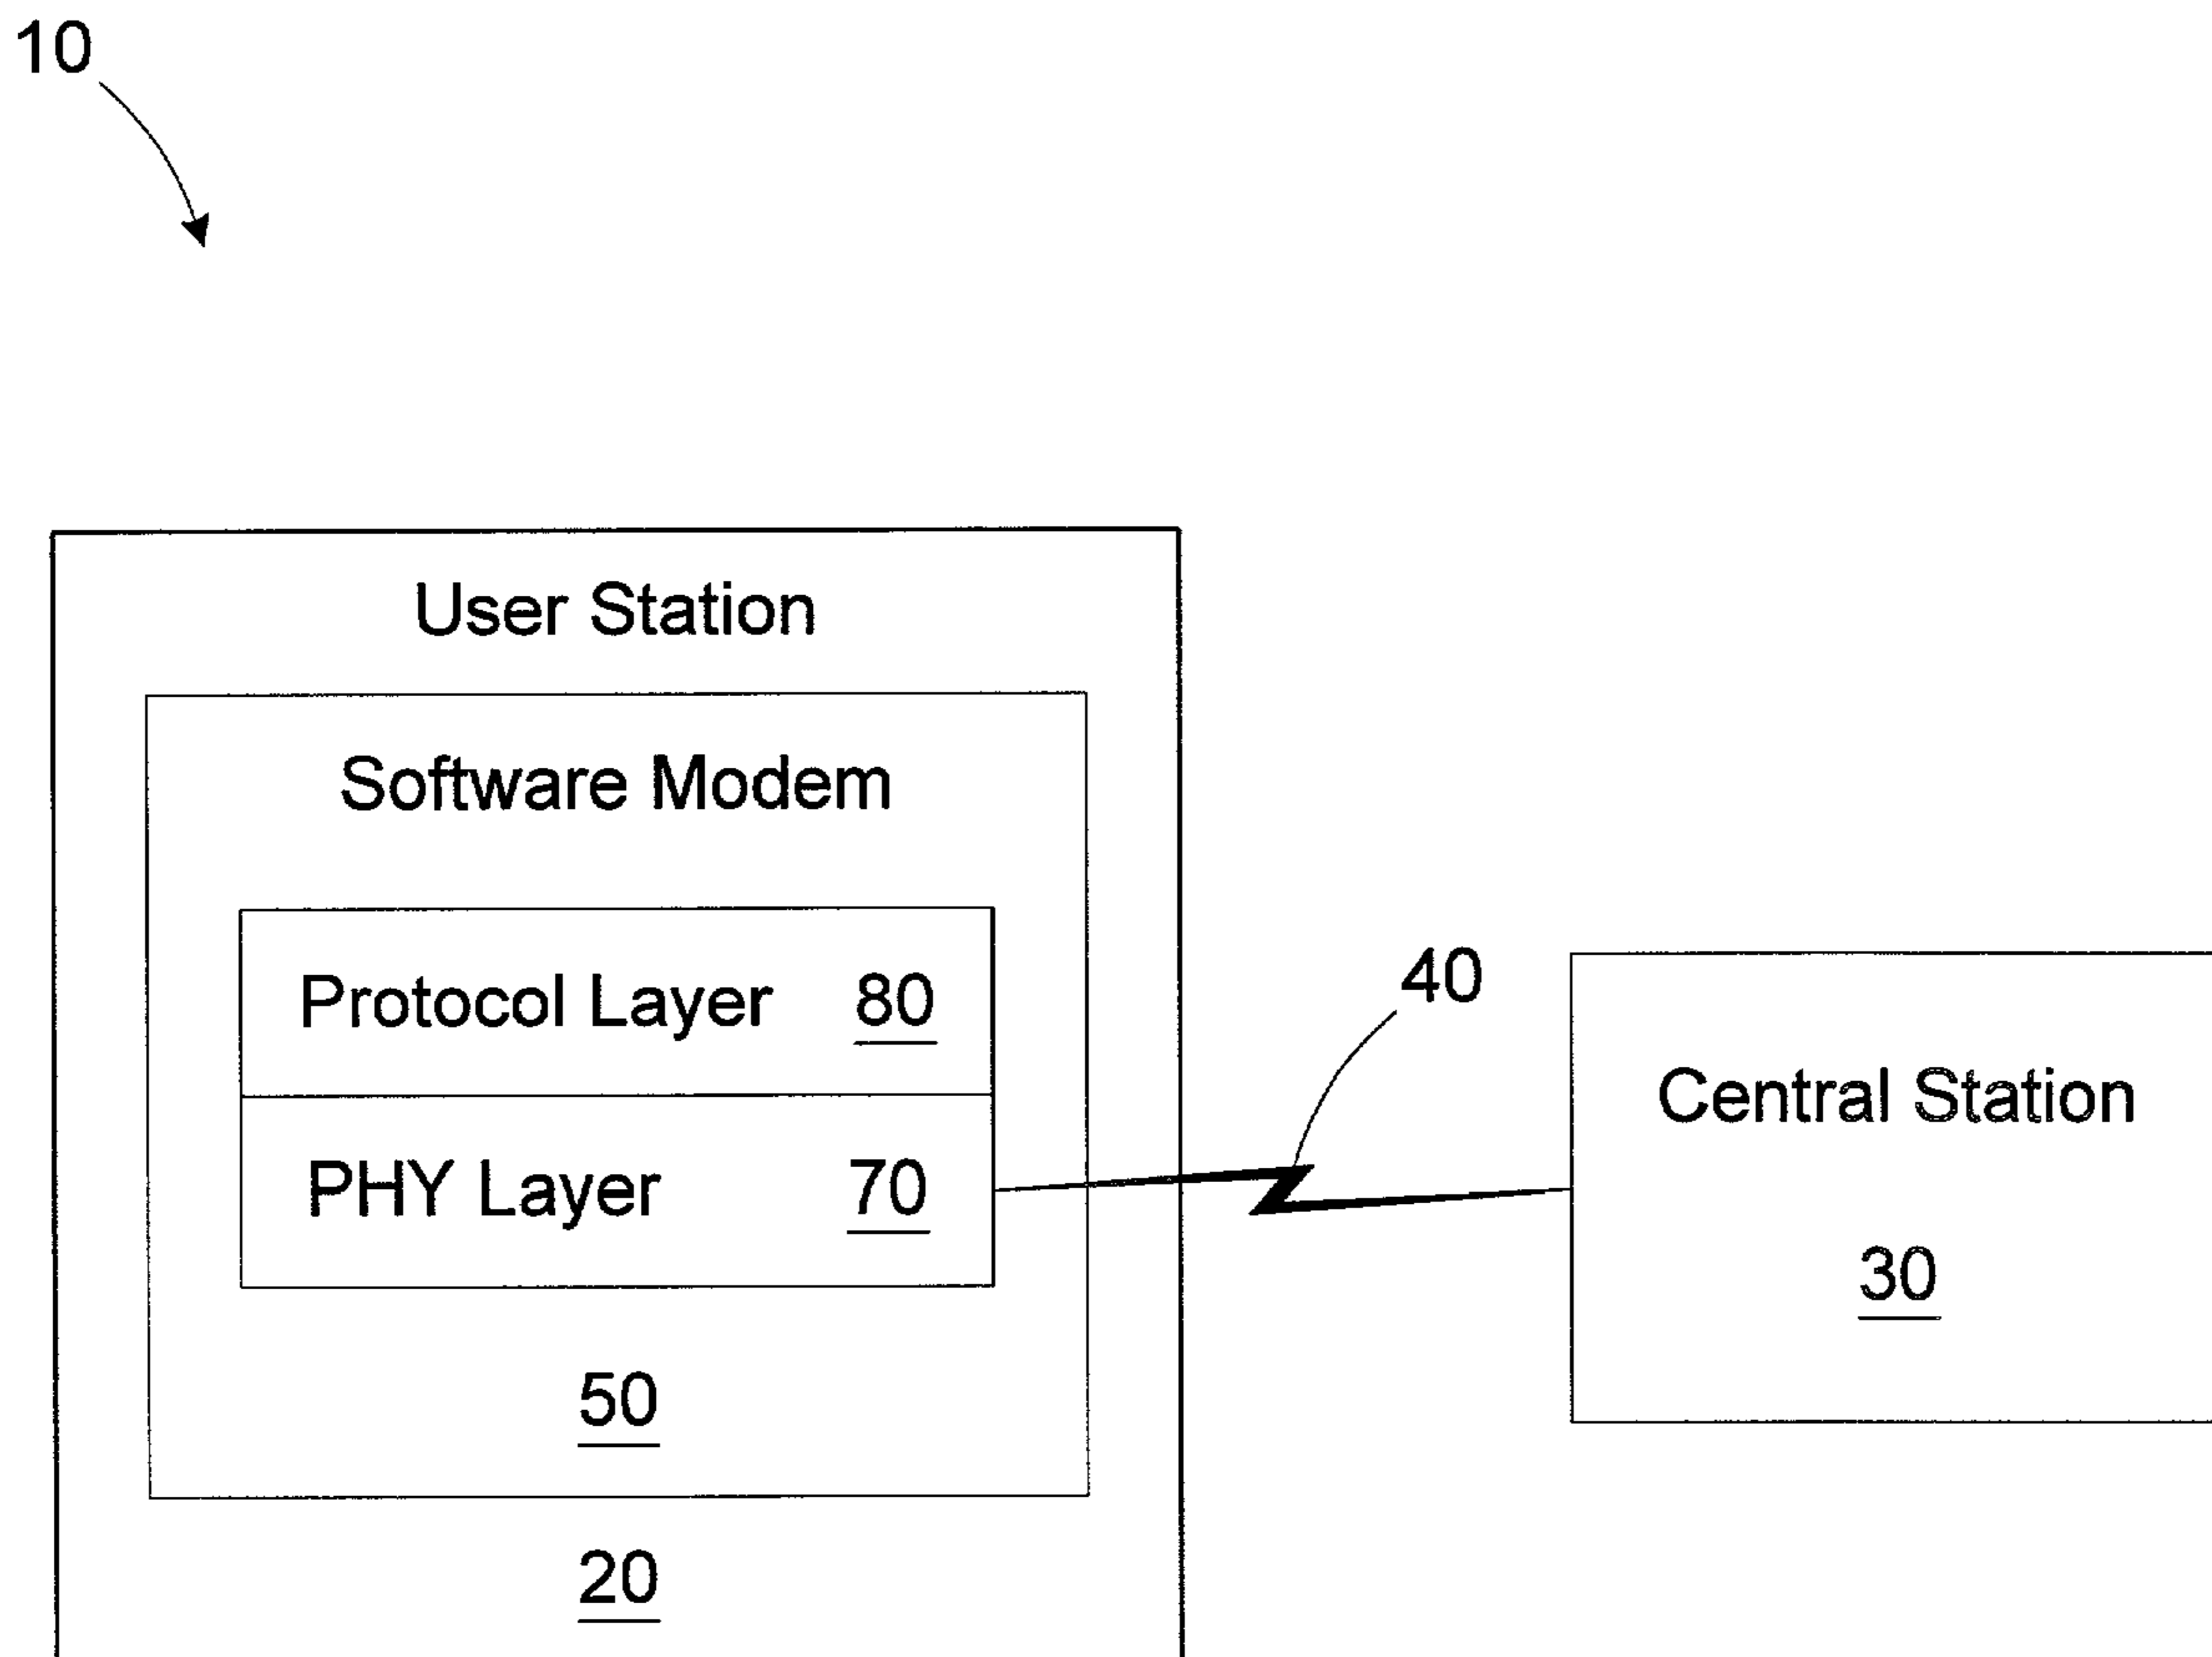 10
User Station
Software Modem
Protocol Layer 80
PHY Layer 70
50
20
40
Central Station
30